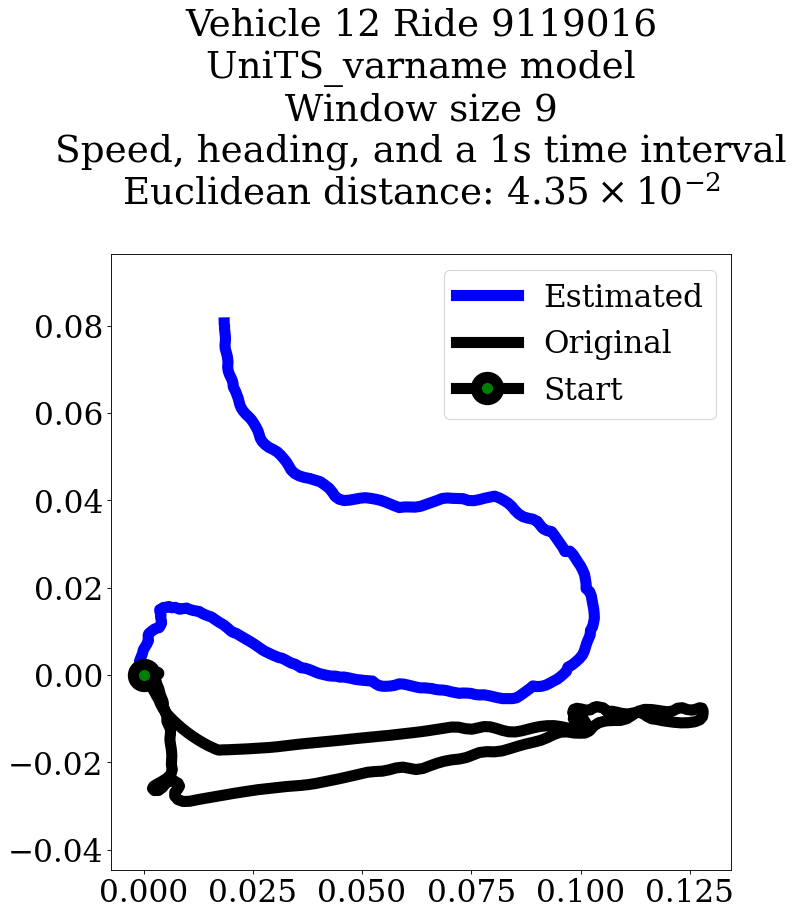 Vehicle 12 Ride 9119016
UniTS_varname model
Window size 9
Speed, heading, and a 1s time interval
Euclidean distance: 4.35 × 10⁻²
Estimated
Original
Start
0.08
0.06
0.04
0.02
0.00
−0.02
−0.04
0.000 0.025 0.050 0.075 0.100 0.125